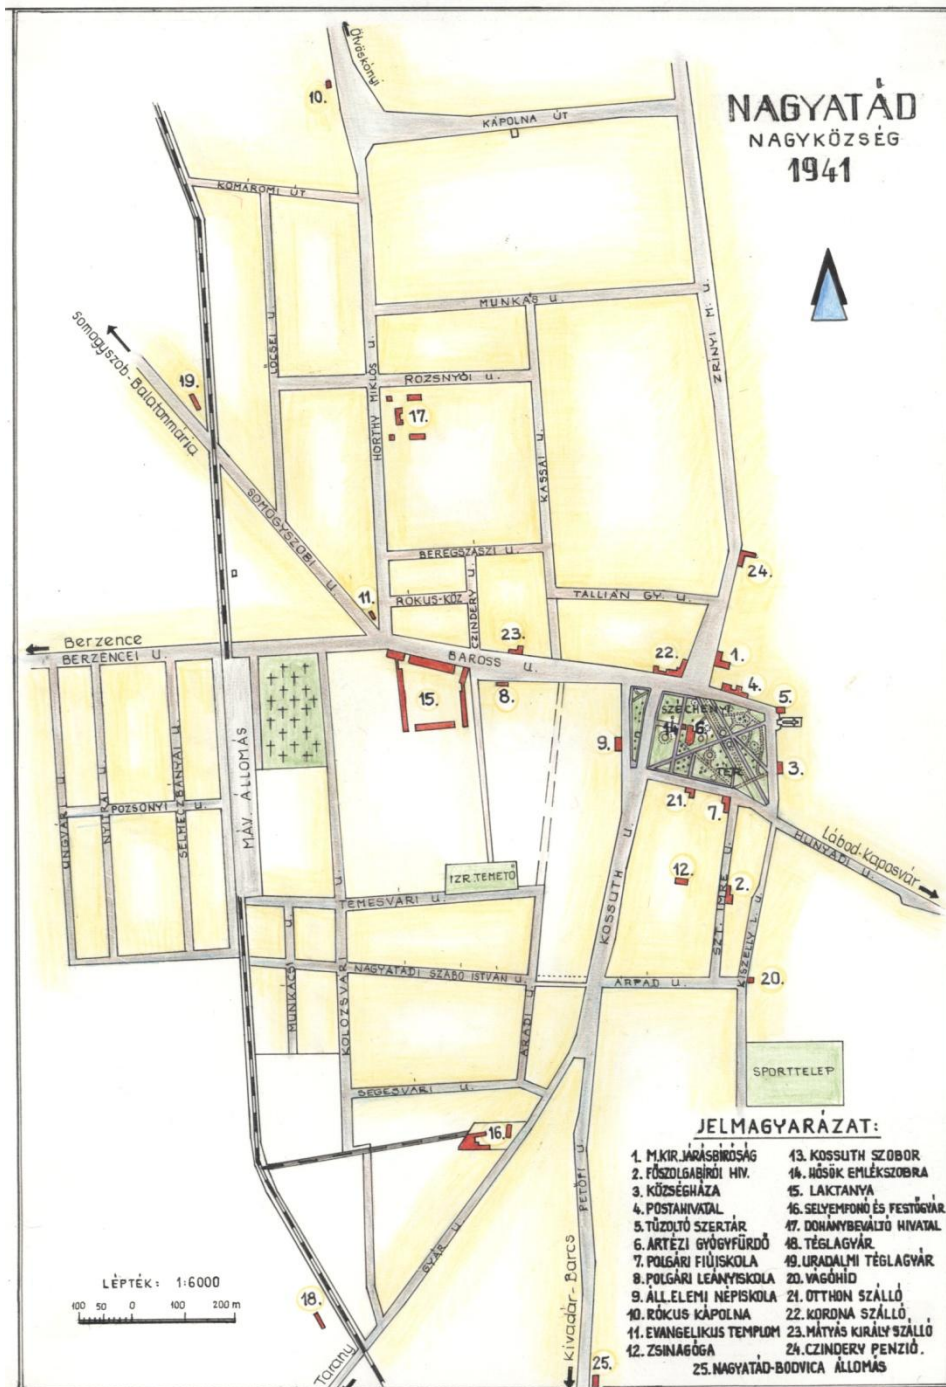 NAGYATÁD
NAGYKÖZSÉG
1941
Ötvöskónyi
10.
KÁPOLNA ÚT
KOMÁROMI ÚT
MUNKÁS U.
ZRÍNYI M. U.
LŐCSEI U.
HORTHY MIKLÓS U.
ROZSNYÓI U.
KASSAI U.
Somogyszob-Balatonmária
19.
17.
SOMOGYSZOBI U.
BEREGSZÁSZI U.
24.
11.
RÓKUS-KÖZ
CZINDERY U.
TALLIÁN GY. U.
Berzence
BERZENCEI U.
23.
BAROSS U.
22.
1.
4.
15.
8.
SZÉCHENYI
5.
14.
6.
9.
TÉR
3.
MÁV. ÁLLOMÁS
UNGVÁRI U.
NYITRAI U.
SELMECZBÁNYAI U.
POZSONYI U.
21.
7.
HUNYADI U.
Lábod-Kaposvár
IZR. TEMETŐ
12.
2.
KOSSUTH U.
SZT. IMRE U.
KISZELLY I. U.
TEMESVÁRI U.
NAGYATÁDI SZABÓ ISTVÁN U.
MUNKÁCSI U.
KOLOZSVÁRI U.
ARADI U.
ÁRPÁD U.
20.
SPORTTELEP
SEGESVÁRI U.
16.
GYÁR U.
PETŐFI U.
Kivadár-Barcs
18.
Tarany
25.
LÉPTÉK: 1:6000
100 50 0 100 200 m
JELMAGYARÁZAT:
1. M.KIR.JÁRÁSBIRÓSÁG
2. FŐSZOLGABIRÓI HIV.
3. KÖZSÉGHÁZA
4. POSTAHIVATAL
5. TŰZOLTÓ SZERTÁR
6. ARTÉZI GYÓGYFÜRDŐ
7. POLGÁRI FIÚISKOLA
8. POLGÁRI LEÁNYISKOLA
9. ÁLL.ELEMI NÉPISKOLA
10. RÓKUS KÁPOLNA
11. EVANGELIKUS TEMPLOM
12. ZSINAGÓGA
13. KOSSUTH SZOBOR
14. HŐSÖK EMLÉKSZOBRA
15. LAKTANYA
16. SELYEMFONÓ ÉS FESTŐGYÁR
17. DOHÁNYBEVÁLTÓ HIVATAL
18. TÉGLAGYÁR
19. URADALMI TÉGLAGYÁR
20. VÁGÓHÍD
21. OTTHON SZÁLLÓ
22. KORONA SZÁLLÓ
23. MÁTYÁS KIRÁLY SZÁLLÓ
24. CZINDERY PENZIÓ.
25. NAGYATÁD-BODVICA ÁLLOMÁS